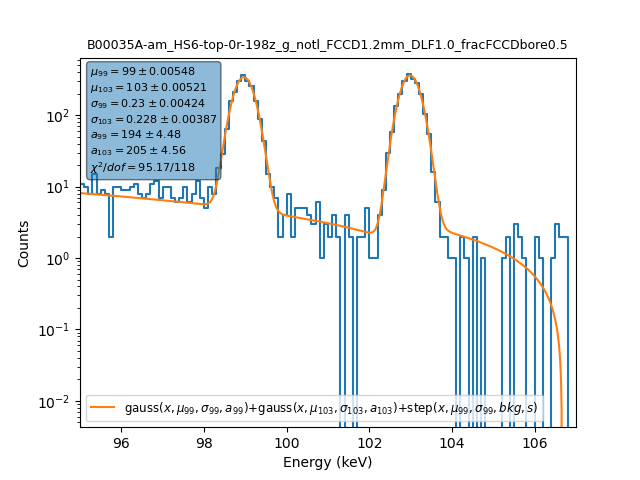 B00035A-am_HS6-top-0r-198z_g_notl_FCCD1.2mm_DLF1.0_fracFCCDbore0.5
μ₉₉ = 99 ± 0.00548
μ₁₀₃ = 103 ± 0.00521
σ₉₉ = 0.23 ± 0.00424
σ₁₀₃ = 0.228 ± 0.00387
a₉₉ = 194 ± 4.48
a₁₀₃ = 205 ± 4.56
χ²/dof = 95.17/118
10²
10¹
10⁰
10⁻¹
10⁻²
Counts
gauss(x, μ₉₉, σ₉₉, a₉₉)+gauss(x, μ₁₀₃, σ₁₀₃, a₁₀₃)+step(x, μ₉₉, σ₉₉, bkg, s)
96 98 100 102 104 106
Energy (keV)